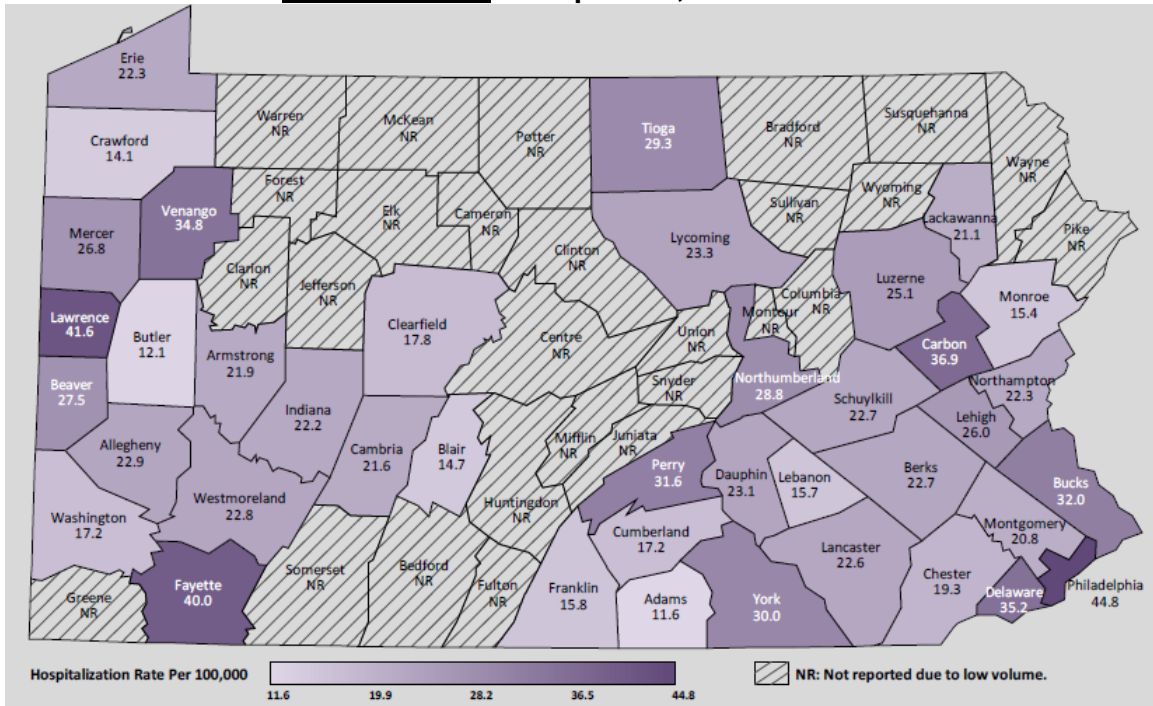 Erie
22.3
Crawford
14.1
Warren
NR
McKean
NR
Potter
NR
Tioga
29.3
Bradford
NR
Susquehanna
NR
Wayne
NR
Forest
NR
Venango
34.8
Mercer
26.8
Elk
NR
Cameron
NR
Clinton
NR
Lycoming
23.3
Sullivan
NR
Wyoming
NR
Lackawanna
21.1
Pike
NR
Clarion
NR
Jefferson
NR
Lawrence
41.6
Butler
12.1
Armstrong
21.9
Clearfield
17.8
Centre
NR
Union
NR
Montour
NR
Columbia
NR
Luzerne
25.1
Monroe
15.4
Carbon
36.9
Beaver
27.5
Snyder
NR
Northumberland
28.8
Schuylkill
22.7
Northampton
22.3
Lehigh
26.0
Allegheny
22.9
Indiana
22.2
Cambria
21.6
Blair
14.7
Mifflin
NR
Juniata
NR
Perry
31.6
Dauphin
23.1
Lebanon
15.7
Berks
22.7
Bucks
32.0
Washington
17.2
Westmoreland
22.8
Huntingdon
NR
Cumberland
17.2
Lancaster
22.6
Montgomery
20.8
Greene
NR
Fayette
40.0
Somerset
NR
Bedford
NR
Fulton
NR
Franklin
15.8
Adams
11.6
York
30.0
Chester
19.3
Delaware
35.2
Philadelphia
44.8
Hospitalization Rate Per 100,000
11.6 19.9 28.2 36.5 44.8
NR: Not reported due to low volume.